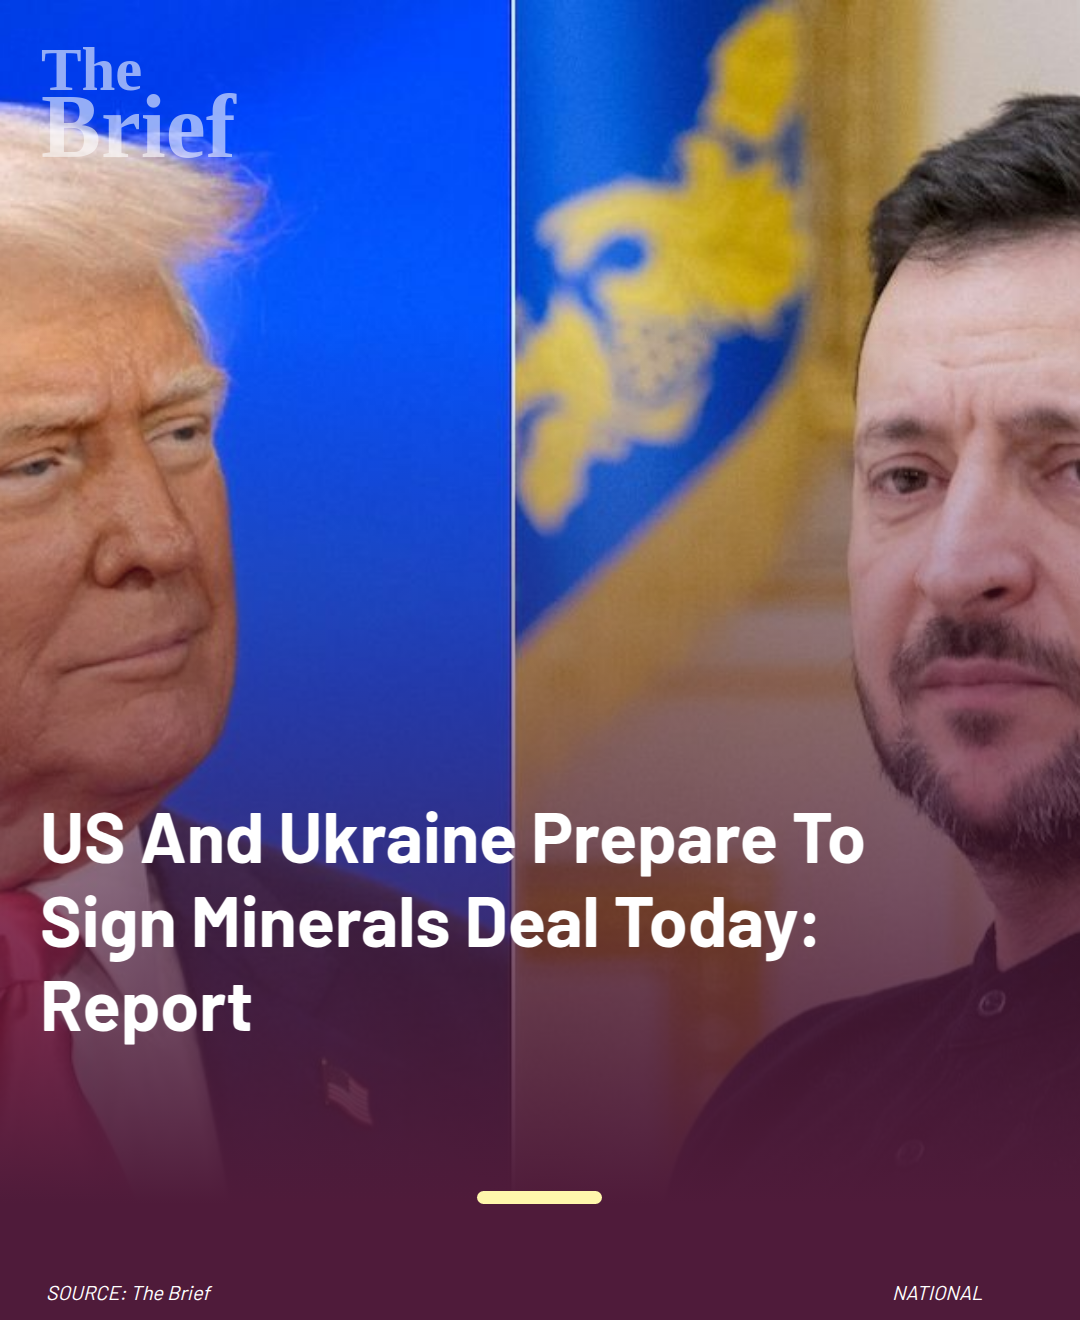 The
Brief
US And Ukraine Prepare To
Sign Minerals Deal Today:
Report
SOURCE: The Brief
NATIONAL